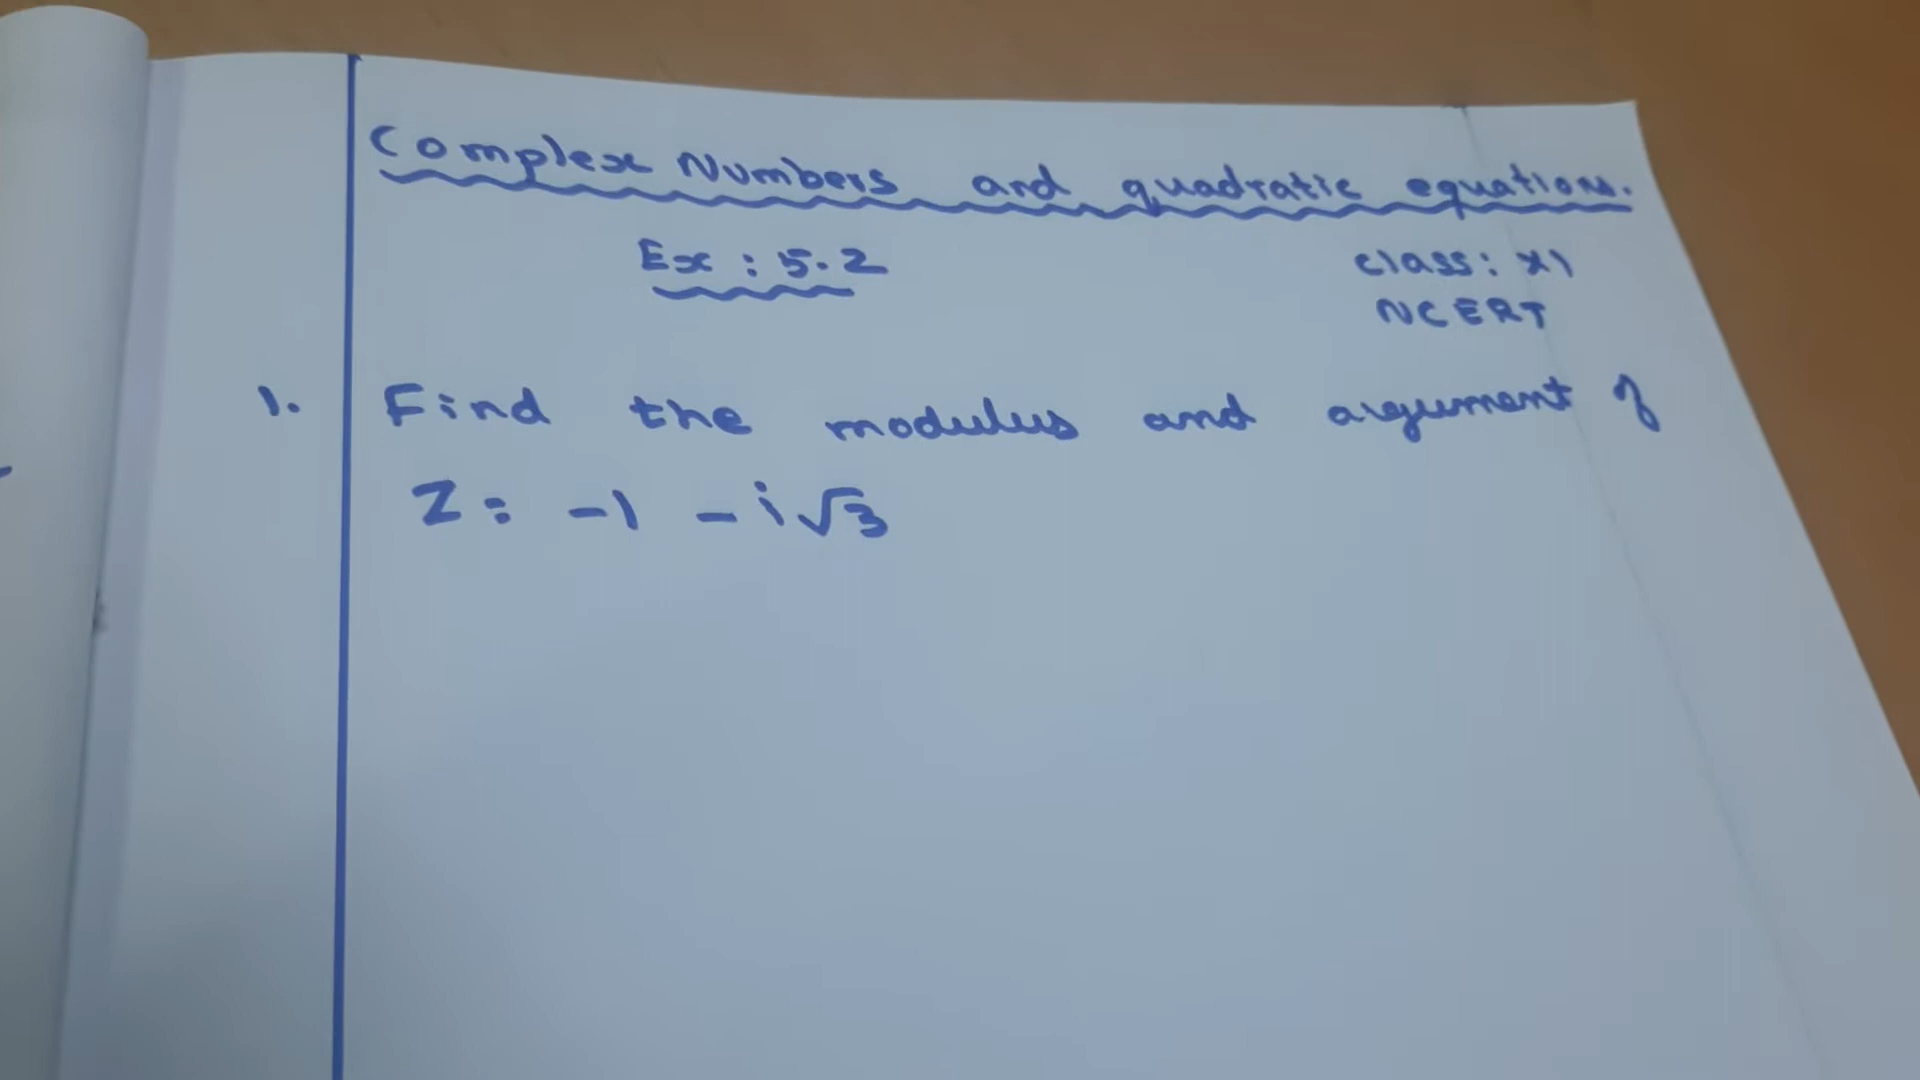 Complex Numbers and quadratic equations.
Ex : 5.2
class: XI
NCERT
1. Find the modulus and argument of
Z = -1 - i√3